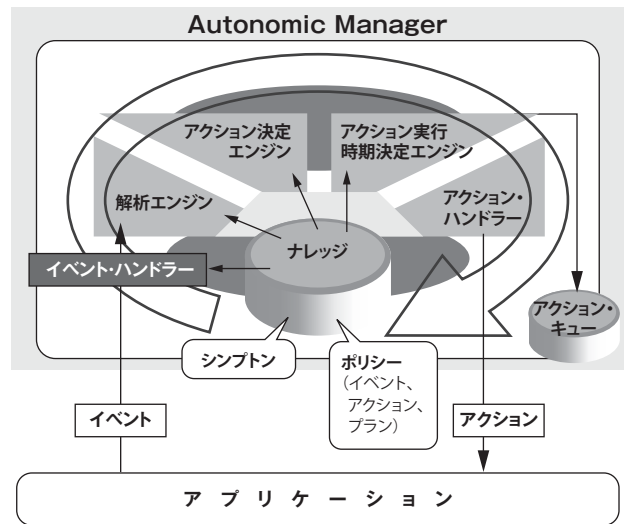 Autonomic Manager
アクション決定
エンジン
アクション実行
時期決定エンジン
解析エンジン
アクション・
ハンドラー
ナレッジ
イベント・ハンドラー
アクション・
キュー
シンプトン
ポリシー
(イベント、
アクション、
プラン)
イベント
アクション
アプリケーション